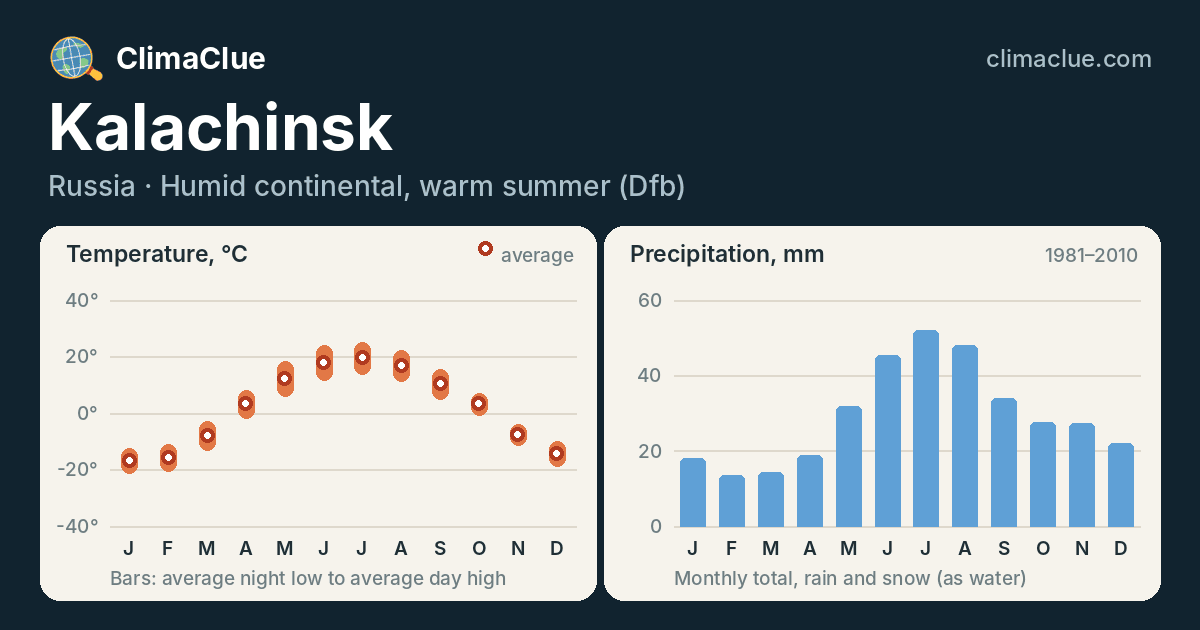 ClimaClue
climaclue.com
Kalachinsk
Russia · Humid continental, warm summer (Dfb)
Temperature, °C
average
40°
20°
0°
-20°
-40°
J F M A M J J A S O N D
Bars: average night low to average day high
Precipitation, mm
1981–2010
60
40
20
0
J F M A M J J A S O N D
Monthly total, rain and snow (as water)